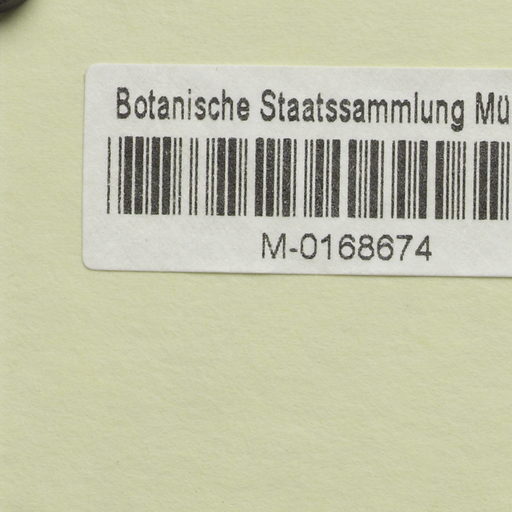 Botanische Staatssammlung Mü
M-0168674